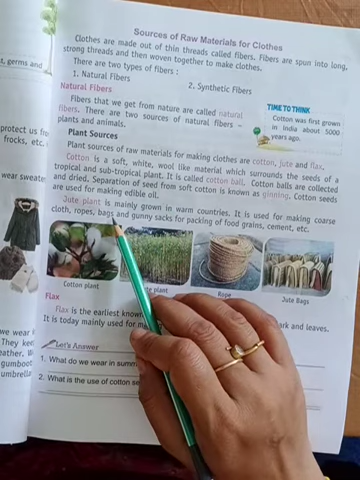 Sources of Raw Materials for Clothes
Clothes are made out of thin threads called fibers. Fibers are spun into long,
strong threads and then woven together to make clothes.
There are two types of fibers :
1. Natural Fibers
2. Synthetic Fibers
Natural Fibers
Fibers that we get from nature are called natural
fibers. There are two sources of natural fibers –
plants and animals.
TIME TO THINK
Cotton was first grown
in india about 5000
years ago.
Plant Sources
Plant sources of raw materials for making clothes are cotton, jute and flax.
Cotton is a soft, white, wool like material which surrounds the seeds of a
tropical and sub-tropical plant. It is called cotton ball. Cotton balls are collected
and dried. Separation of seed from soft cotton is known as ginning. Cotton seeds
are used for making edible oil.
Jute plant is mainly grown in warm countries. It is used for making coarse
cloth, ropes, bags and gunny sacks for packing of food grains, cement, etc.
Cotton plant
plant
Rope
Jute Bags
Flax
Flax is the earliest known
It is today mainly used for
and leaves.
Let's Answer
1. What do we wear in
2. What is the use of cotton
t, germs and
protect us
frocks, etc.
wear
we wear
They
gumboot
umbrella